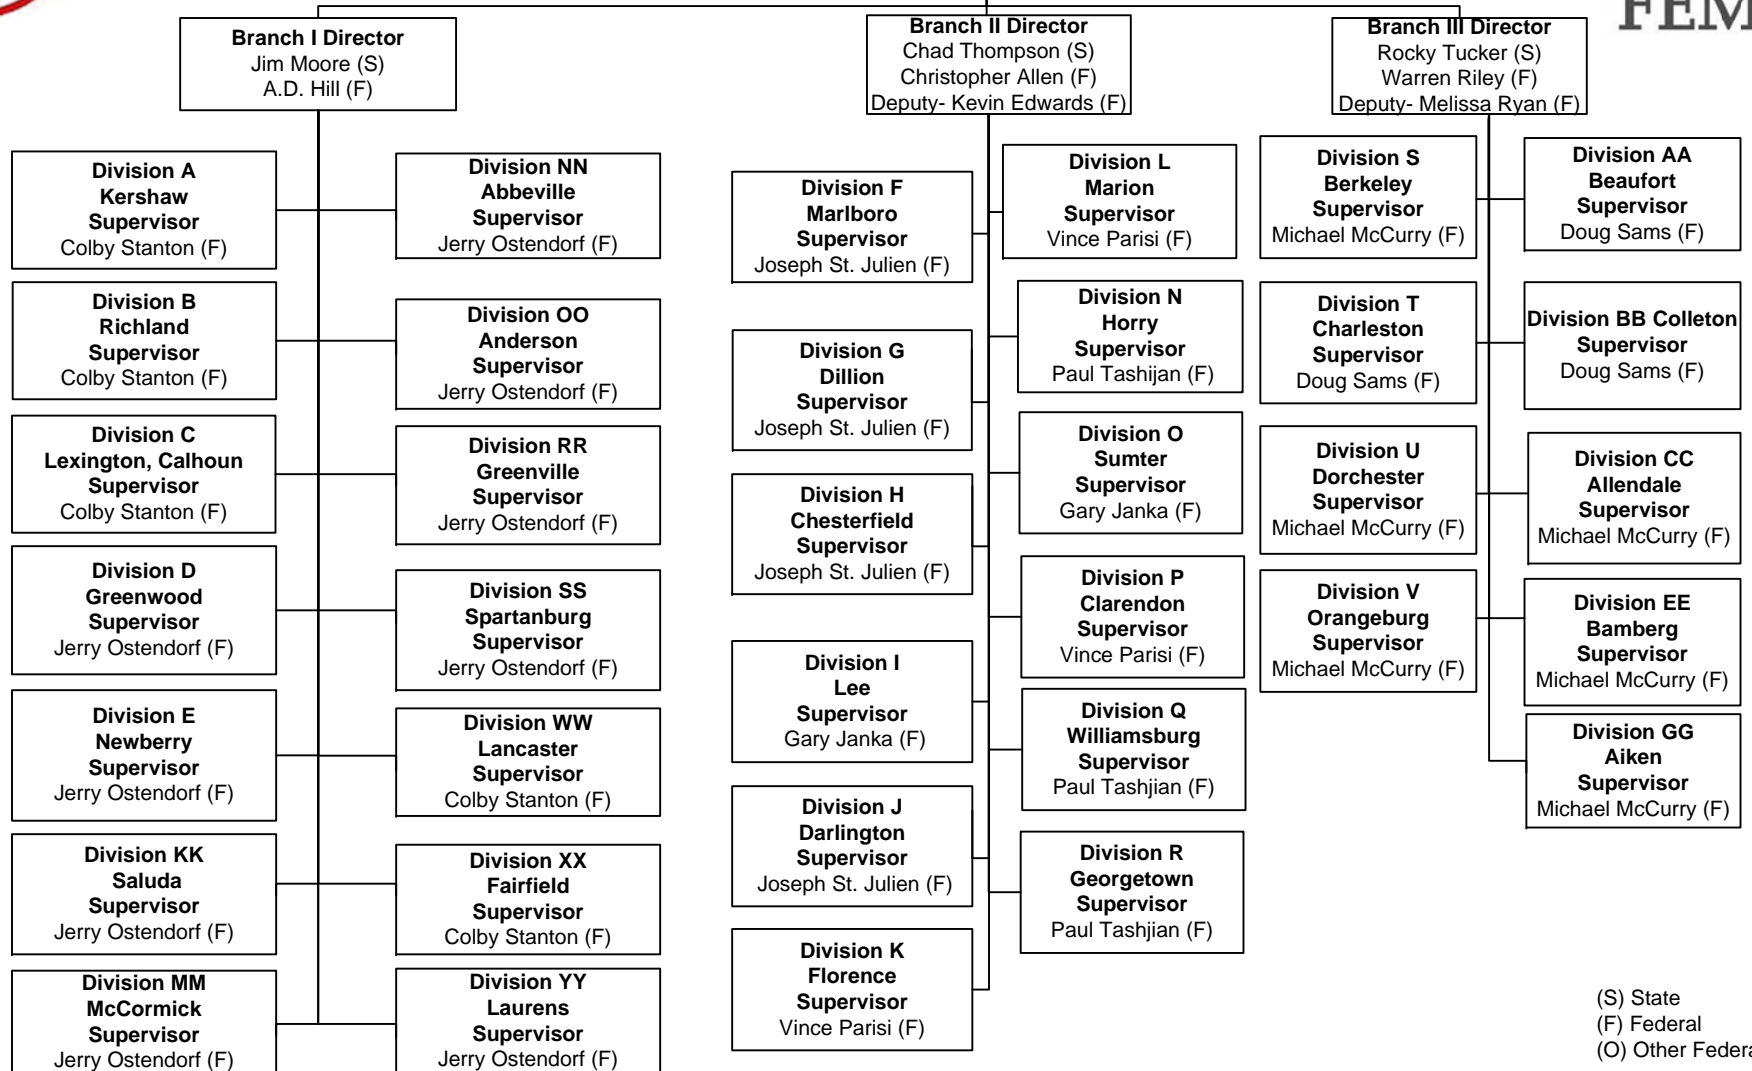 FEM
Branch I Director
Jim Moore (S)
A.D. Hill (F)
Branch II Director
Chad Thompson (S)
Christopher Allen (F)
Deputy- Kevin Edwards (F)
Branch III Director
Rocky Tucker (S)
Warren Riley (F)
Deputy- Melissa Ryan (F)
Division A
Kershaw
Supervisor
Colby Stanton (F)
Division B
Richland
Supervisor
Colby Stanton (F)
Division C
Lexington, Calhoun
Supervisor
Colby Stanton (F)
Division D
Greenwood
Supervisor
Jerry Ostendorf (F)
Division E
Newberry
Supervisor
Jerry Ostendorf (F)
Division KK
Saluda
Supervisor
Jerry Ostendorf (F)
Division MM
McCormick
Supervisor
Jerry Ostendorf (F)
Division NN
Abbeville
Supervisor
Jerry Ostendorf (F)
Division OO
Anderson
Supervisor
Jerry Ostendorf (F)
Division RR
Greenville
Supervisor
Jerry Ostendorf (F)
Division SS
Spartanburg
Supervisor
Jerry Ostendorf (F)
Division WW
Lancaster
Supervisor
Colby Stanton (F)
Division XX
Fairfield
Supervisor
Colby Stanton (F)
Division YY
Laurens
Supervisor
Jerry Ostendorf (F)
Division F
Marlboro
Supervisor
Joseph St. Julien (F)
Division G
Dillion
Supervisor
Joseph St. Julien (F)
Division H
Chesterfield
Supervisor
Joseph St. Julien (F)
Division I
Lee
Supervisor
Gary Janka (F)
Division J
Darlington
Supervisor
Joseph St. Julien (F)
Division K
Florence
Supervisor
Vince Parisi (F)
Division L
Marion
Supervisor
Vince Parisi (F)
Division N
Horry
Supervisor
Paul Tashijan (F)
Division O
Sumter
Supervisor
Gary Janka (F)
Division P
Clarendon
Supervisor
Vince Parisi (F)
Division Q
Williamsburg
Supervisor
Paul Tashjian (F)
Division R
Georgetown
Supervisor
Paul Tashjian (F)
Division S
Berkeley
Supervisor
Michael McCurry (F)
Division T
Charleston
Supervisor
Doug Sams (F)
Division U
Dorchester
Supervisor
Michael McCurry (F)
Division V
Orangeburg
Supervisor
Michael McCurry (F)
Division AA
Beaufort
Supervisor
Doug Sams (F)
Division BB Colleton
Supervisor
Doug Sams (F)
Division CC
Allendale
Supervisor
Michael McCurry (F)
Division EE
Bamberg
Supervisor
Michael McCurry (F)
Division GG
Aiken
Supervisor
Michael McCurry (F)
(S) State
(F) Federal
(O) Other Federa